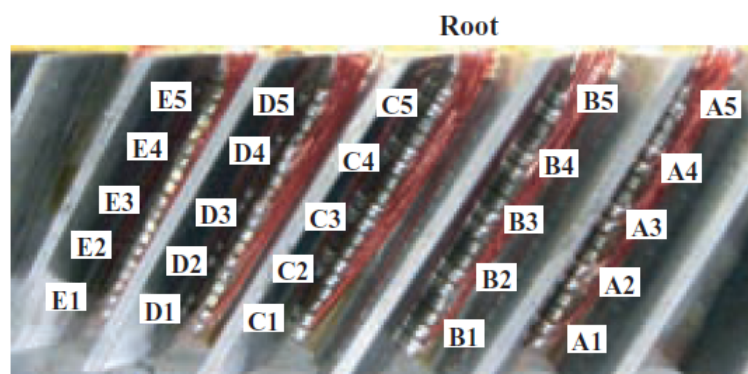 Root
E5 D5 C5 B5 A5
E4 D4 C4 B4 A4
E3 D3 C3 B3 A3
E2 D2 C2 B2 A2
E1 D1 C1 B1 A1